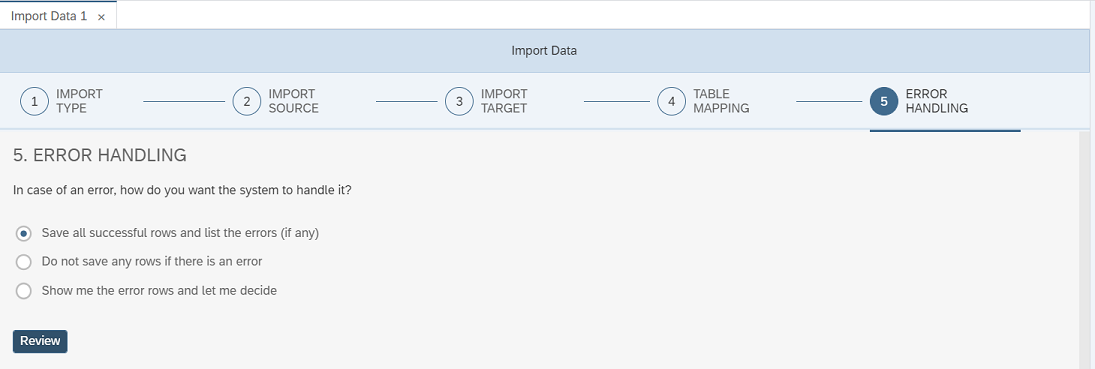 Import Data 1 ×
Import Data
1 IMPORT TYPE
2 IMPORT SOURCE
3 IMPORT TARGET
4 TABLE MAPPING
5 ERROR HANDLING
5. ERROR HANDLING
In case of an error, how do you want the system to handle it?
Save all successful rows and list the errors (if any)
Do not save any rows if there is an error
Show me the error rows and let me decide
Review